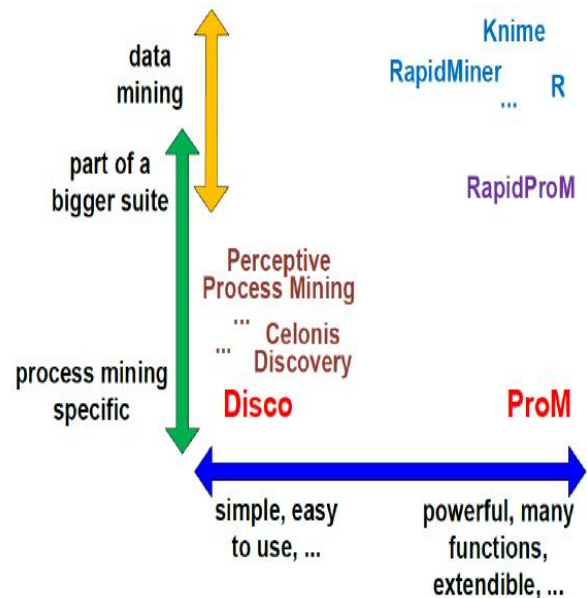 data
mining
Knime
RapidMiner
...
R
part of a
bigger suite
RapidProM
Perceptive
Process Mining
...
Celonis
...
Discovery
process mining
specific
Disco
ProM
simple, easy
to use, ...
powerful, many
functions,
extendible, ...